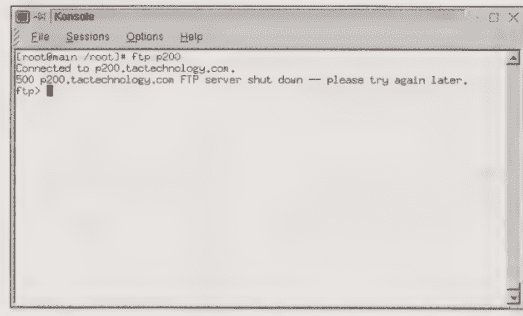 Konsole
File Sessions Options Help
[root@main /root]# ftp p200
Connected to p200.tactechnology.com.
500 p200.tactechnology.com FTP server shut down -- please try again later.
ftp>